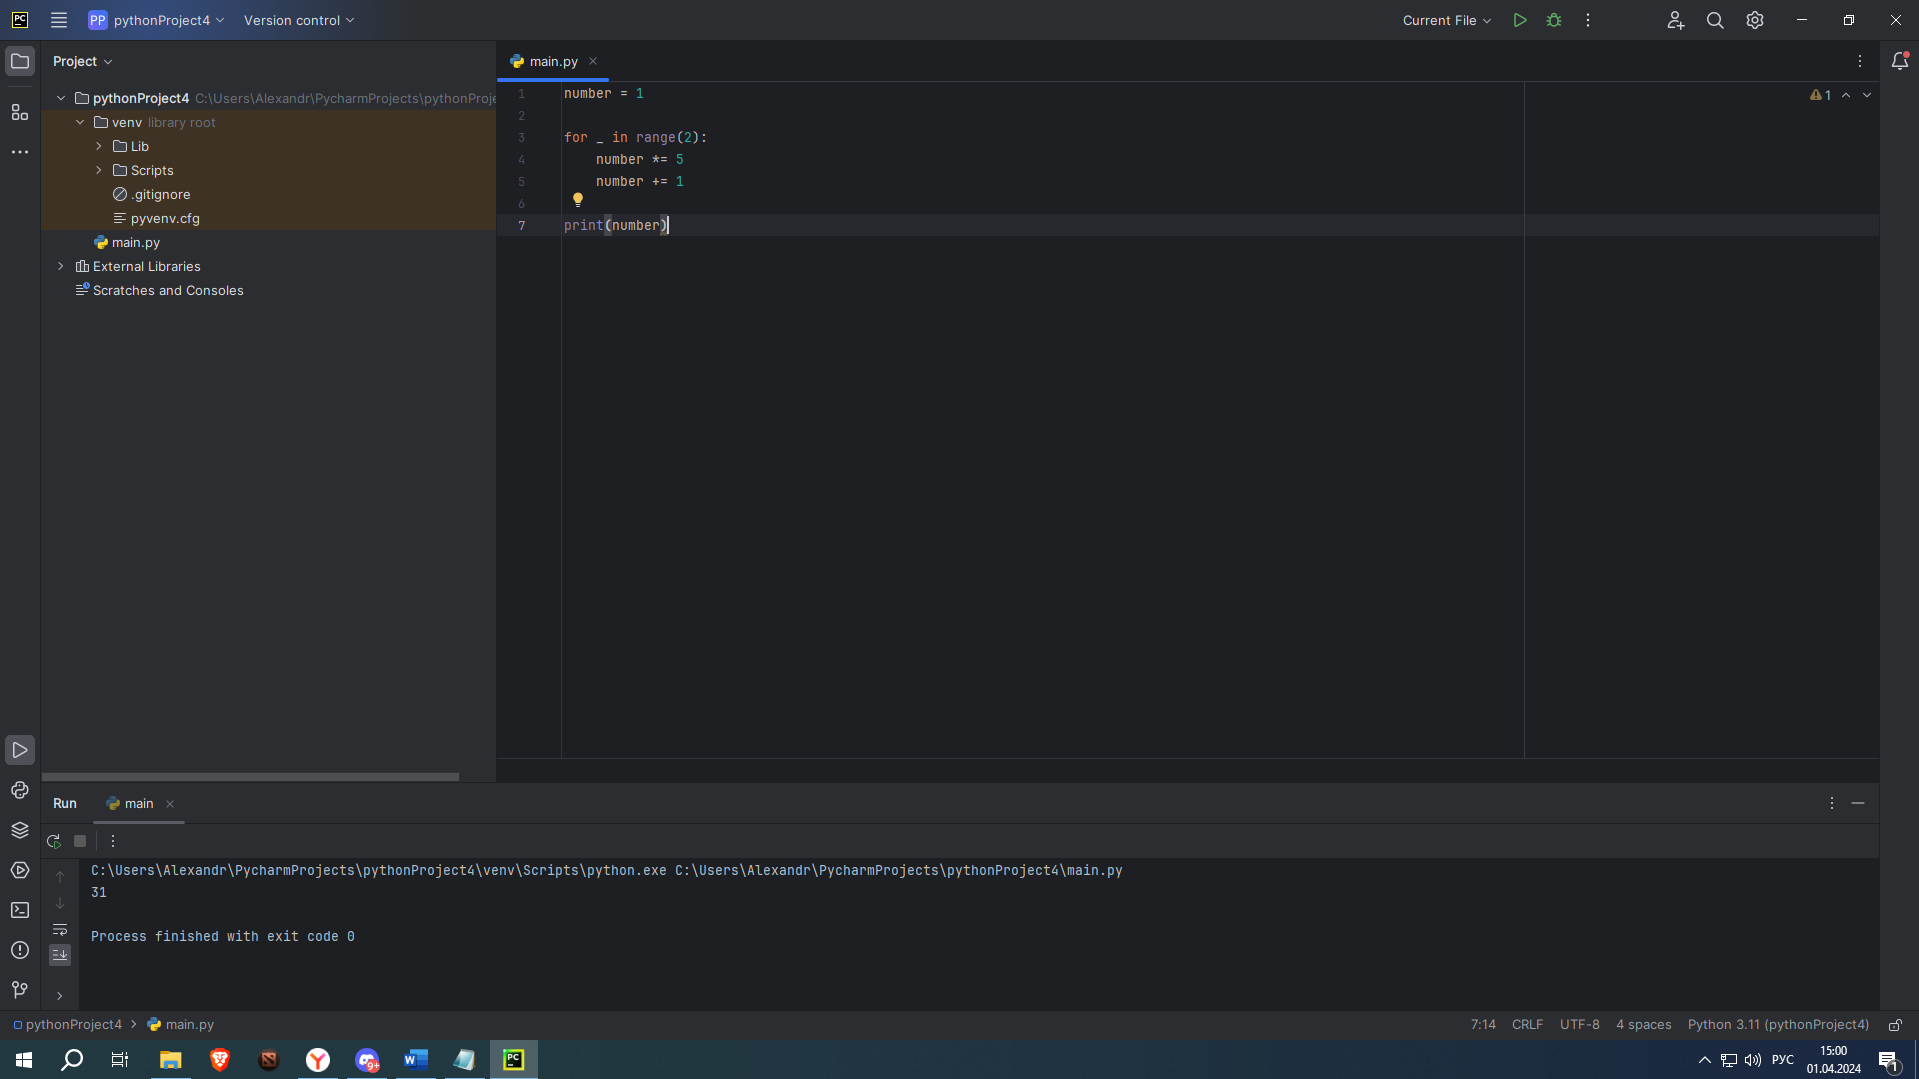 PC
PP pythonProject4
Version control
Current File
Project
pythonProject4 C:\Users\Alexandr\PycharmProjects\pythonProje
venv library root
Lib
Scripts
.gitignore
pyvenv.cfg
main.py
External Libraries
Scratches and Consoles
main.py
1 number = 1
2
3 for _ in range(2):
4 number *= 5
5 number += 1
6
7 print(number)
1
Run
main
C:\Users\Alexandr\PycharmProjects\pythonProject4\venv\Scripts\python.exe C:\Users\Alexandr\PycharmProjects\pythonProject4\main.py
31
Process finished with exit code 0
pythonProject4
main.py
7:14
CRLF
UTF-8
4 spaces
Python 3.11 (pythonProject4)
Y
9+
W
PC
РУС
15:00
01.04.2024
1